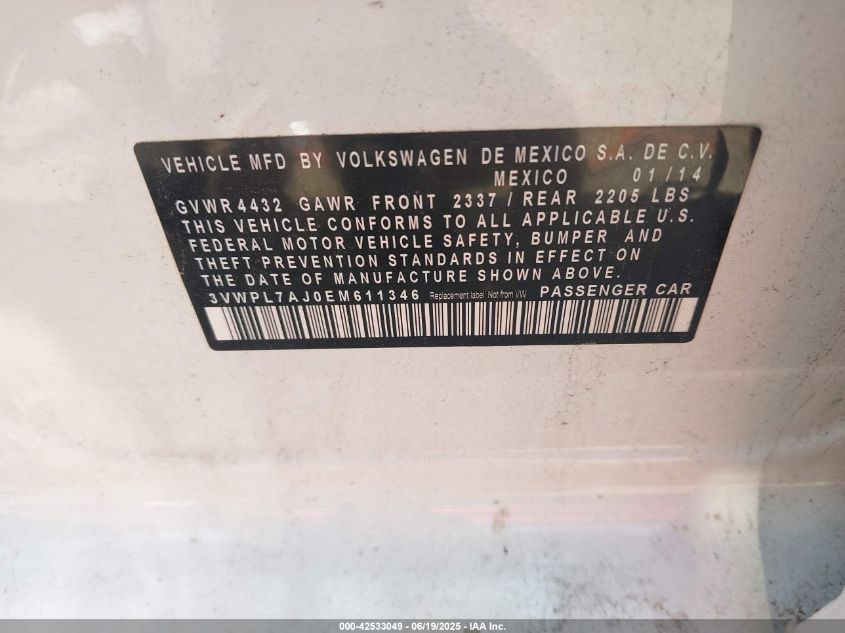 VEHICLE MFD BY VOLKSWAGEN DE MEXICO S.A. DE C.V.
MEXICO 01/14
GVWR4432 GAWR FRONT 2337/REAR 2205 LBS
THIS VEHICLE CONFORMS TO ALL APPLICABLE U.S.
FEDERAL MOTOR VEHICLE SAFETY, BUMPER AND
THEFT PREVENTION STANDARDS IN EFFECT ON
THE DATE OF MANUFACTURE SHOWN ABOVE.
3VWPL7AJ0EM611346 Replacement label. Not from VW. PASSENGER CAR
000-42533049 - 06/19/2025 - IAA Inc.